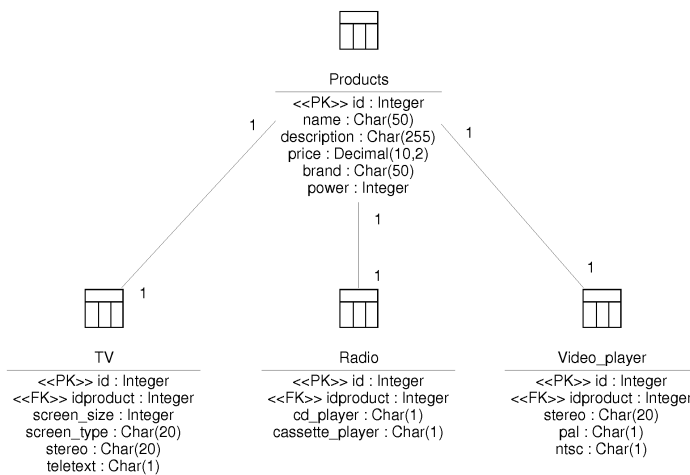 Products
<<PK>> id : Integer
name : Char(50)
description : Char(255)
price : Decimal(10,2)
brand : Char(50)
power : Integer
1
1
1
1
1
1
TV
<<PK>> id : Integer
<<FK>> idproduct : Integer
screen_size : Integer
screen_type : Char(20)
stereo : Char(20)
teletext : Char(1)
Radio
<<PK>> id : Integer
<<FK>> idproduct : Integer
cd_player : Char(1)
cassette_player : Char(1)
Video_player
<<PK>> id : Integer
<<FK>> idproduct : Integer
stereo : Char(20)
pal : Char(1)
ntsc : Char(1)